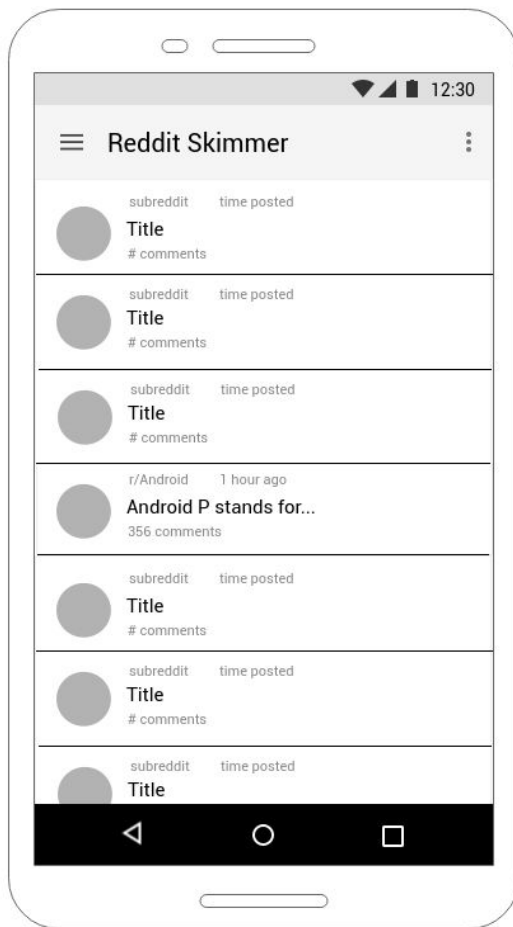 12:30
Reddit Skimmer
subreddit time posted
Title
# comments
subreddit time posted
Title
# comments
subreddit time posted
Title
# comments
r/Android 1 hour ago
Android P stands for...
356 comments
subreddit time posted
Title
# comments
subreddit time posted
Title
# comments
subreddit time posted
Title